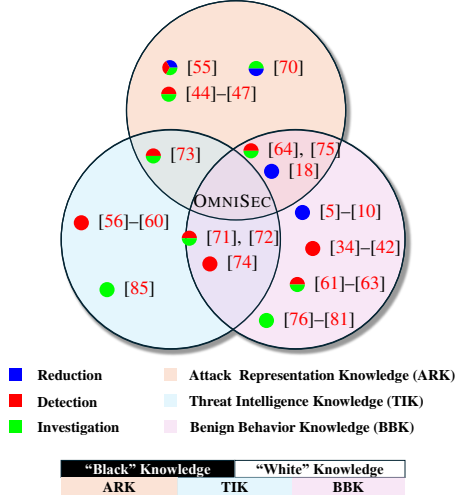 [55] [70]
[44]–[47]
[73] [64], [75]
[18]
OMNISEC
[56]–[60] [71], [72] [5]–[10]
[34]–[42]
[74]
[85] [61]–[63]
[76]–[81]
Reduction Attack Representation Knowledge (ARK)
Detection Threat Intelligence Knowledge (TIK)
Investigation Benign Behavior Knowledge (BBK)
“Black” Knowledge “White” Knowledge
ARK TIK BBK